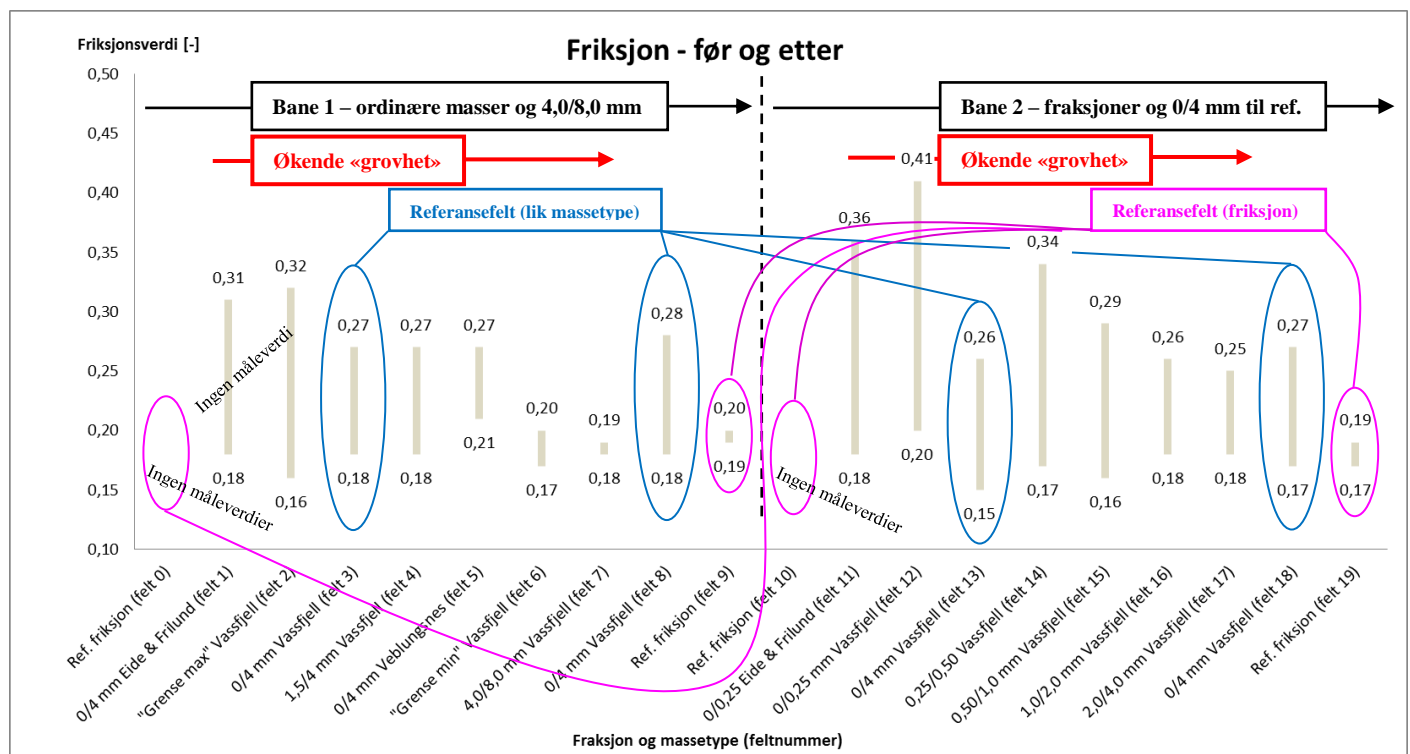 Friksjonsverdi [-]
Friksjon - før og etter
0,50
0,45
0,40
0,35
0,30
0,25
0,20
0,15
0,10
Bane 1 – ordinære masser og 4,0/8,0 mm
Bane 2 – fraksjoner og 0/4 mm til ref.
Økende «grovhet»
Økende «grovhet»
Referansefelt (lik massetype)
Referansefelt (friksjon)
Ingen måleverdi
Ingen måleverdier
Ingen måleverdier
0,31
0,32
0,27
0,27
0,27
0,20
0,19
0,28
0,20
0,36
0,41
0,26
0,34
0,29
0,26
0,25
0,27
0,19
0,18
0,16
0,18
0,18
0,21
0,17
0,18
0,18
0,19
0,18
0,20
0,15
0,17
0,16
0,18
0,18
0,17
0,17
Ref. friksjon (felt 0)
0/4 mm Eide & Frilund (felt 1)
"Grense max" Vassfjell (felt 2)
0/4 mm Vassfjell (felt 3)
1,5/4 mm Vassfjell (felt 4)
0/4 mm Veblungsnes (felt 5)
"Grense min" Vassfjell (felt 6)
4,0/8,0 mm Vassfjell (felt 7)
0/4 mm Vassfjell (felt 8)
Ref. friksjon (felt 9)
Ref. friksjon (felt 10)
0/0,25 Eide & Frilund (felt 11)
0/0,25 mm Vassfjell (felt 12)
0/4 mm Vassfjell (felt 13)
0,25/0,50 Vassfjell (felt 14)
0,50/1,0 mm Vassfjell (felt 15)
1,0/2,0 mm Vassfjell (felt 16)
2,0/4,0 mm Vassfjell (felt 17)
0/4 mm Vassfjell (felt 18)
Ref. friksjon (felt 19)
Fraksjon og massetype (feltnummer)